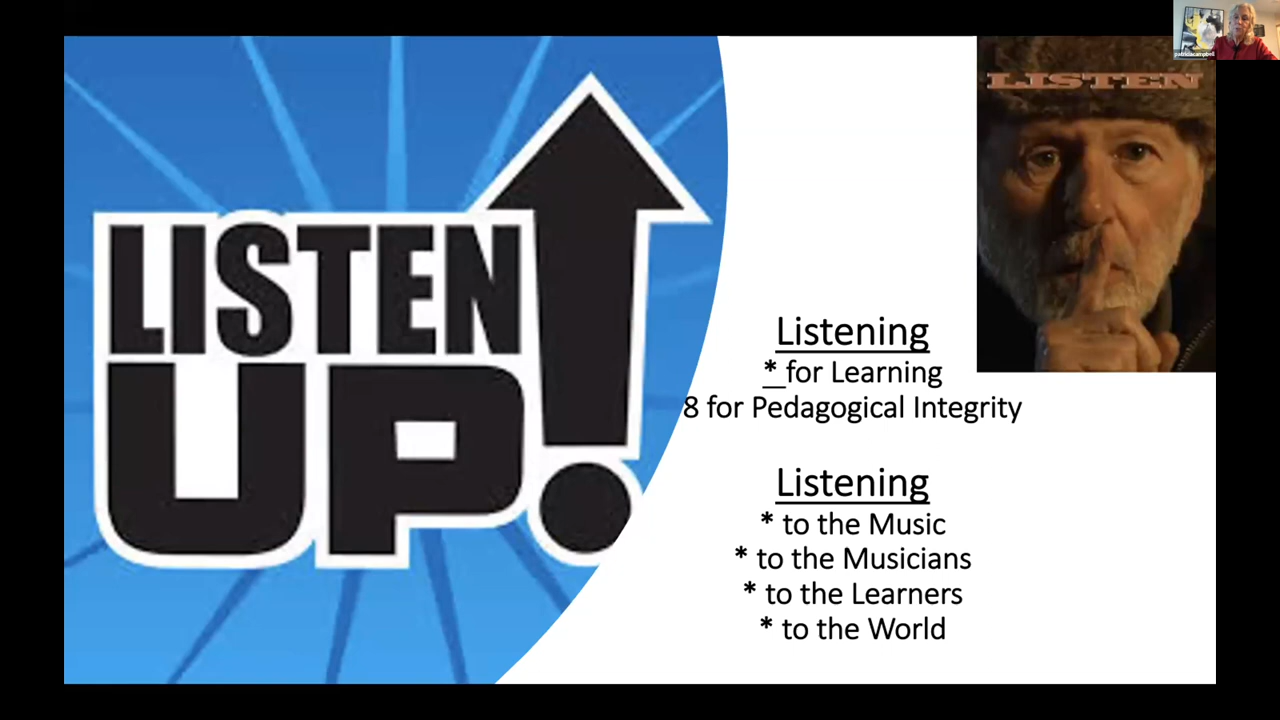 LISTEN
UP!
LISTEN
Listening
* for Learning
8 for Pedagogical Integrity
Listening
* to the Music
* to the Musicians
* to the Learners
* to the World
patriciacampbell